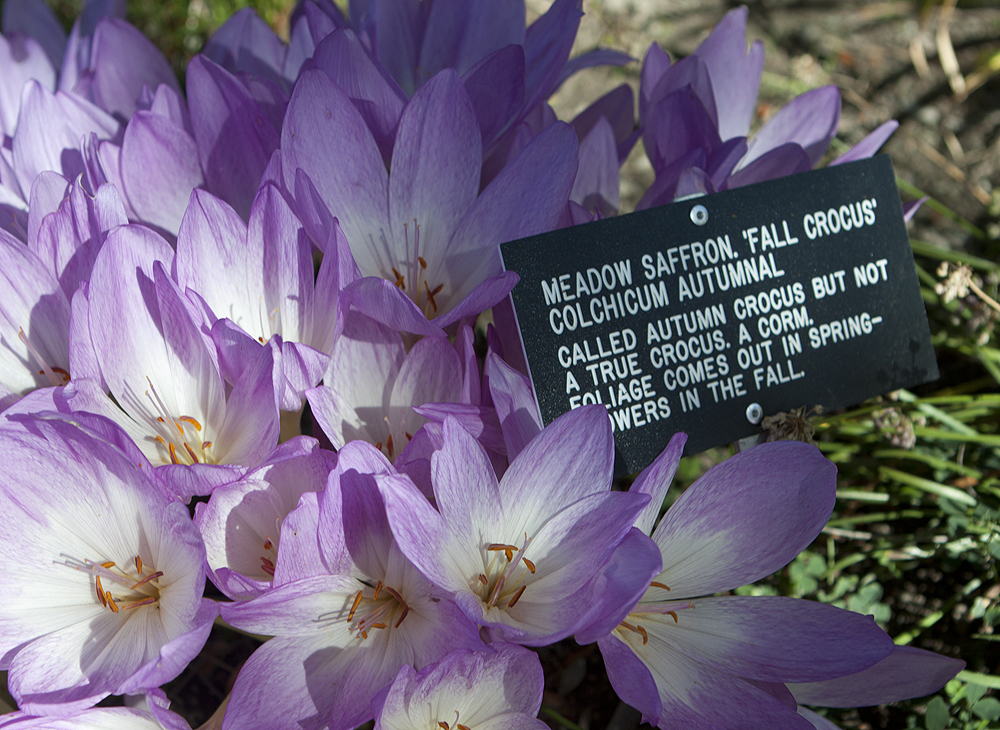 MEADOW SAFFRON. 'FALL CROCUS'
COLCHICUM AUTUMNAL
CALLED AUTUMN CROCUS BUT NOT
A TRUE CROCUS. A CORM.
FOLIAGE COMES OUT IN SPRING-
IN THE FALL.